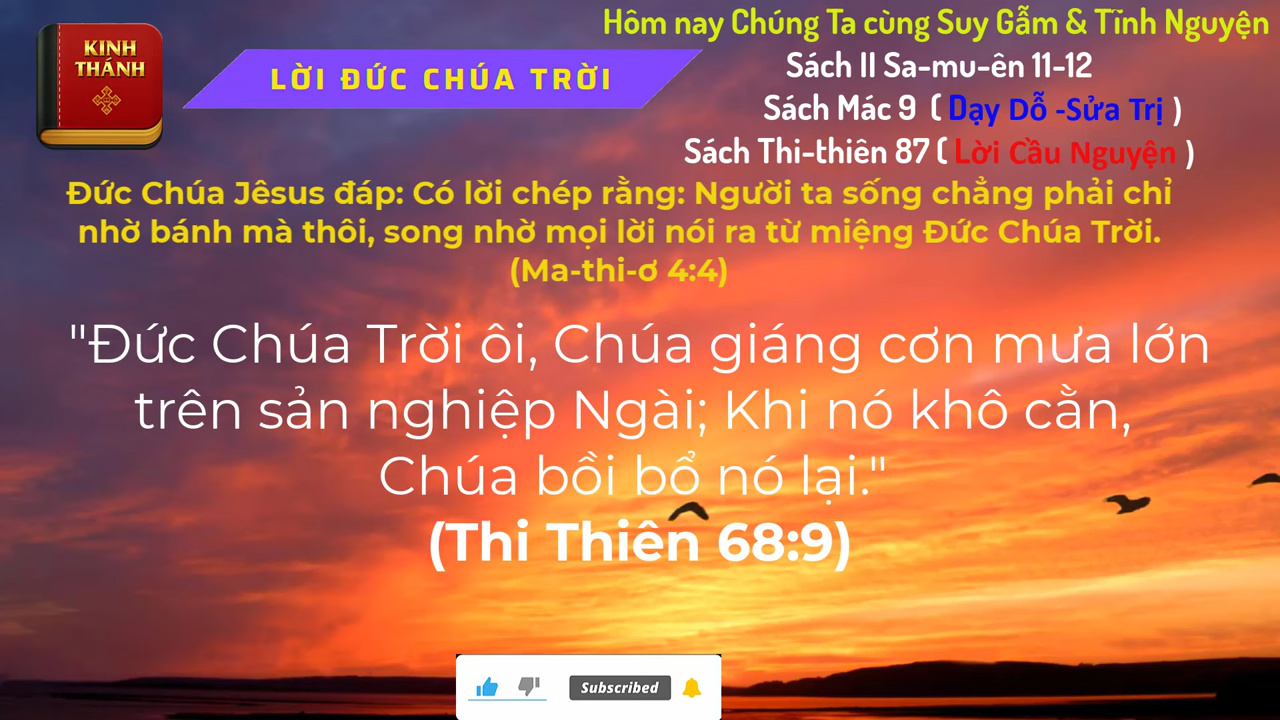 KINH
THÁNH
LỜI ĐỨC CHÚA TRỜI
Hôm nay Chúng Ta cùng Suy Gẫm & Tĩnh Nguyện
Sách II Sa-mu-ên 11-12
Sách Mác 9 ( Dạy Dỗ -Sửa Trị )
Sách Thi-thiên 87 ( Lời Cầu Nguyện )
Đức Chúa Jêsus đáp: Có lời chép rằng: Người ta sống chẳng phải chỉ
nhờ bánh mà thôi, song nhờ mọi lời nói ra từ miệng Đức Chúa Trời.
(Ma-thi-ơ 4:4)
"Đức Chúa Trời ôi, Chúa giáng cơn mưa lớn
trên sản nghiệp Ngài; Khi nó khô cằn,
Chúa bồi bổ nó lại."
(Thi Thiên 68:9)
Subscribed